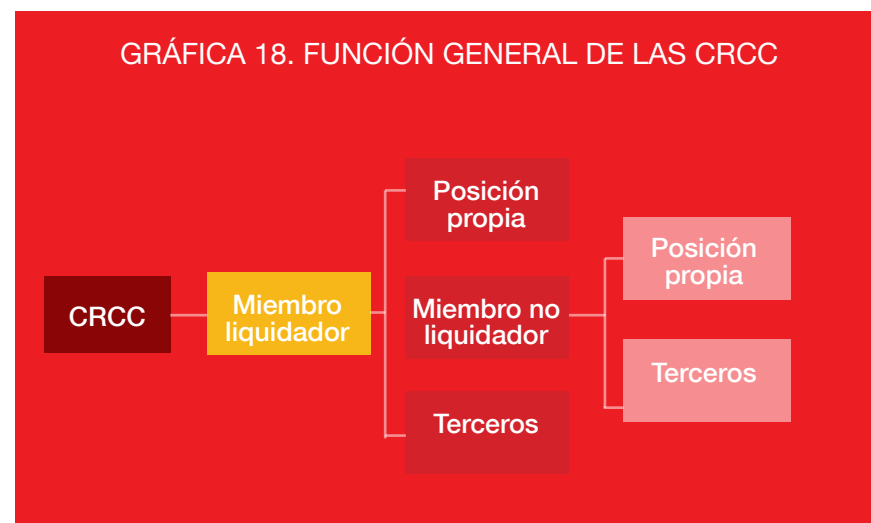 GRÁFICA 18. FUNCIÓN GENERAL DE LAS CRCC
CRCC
Miembro
liquidador
Posición
propia
Miembro no
liquidador
Terceros
Posición
propia
Terceros